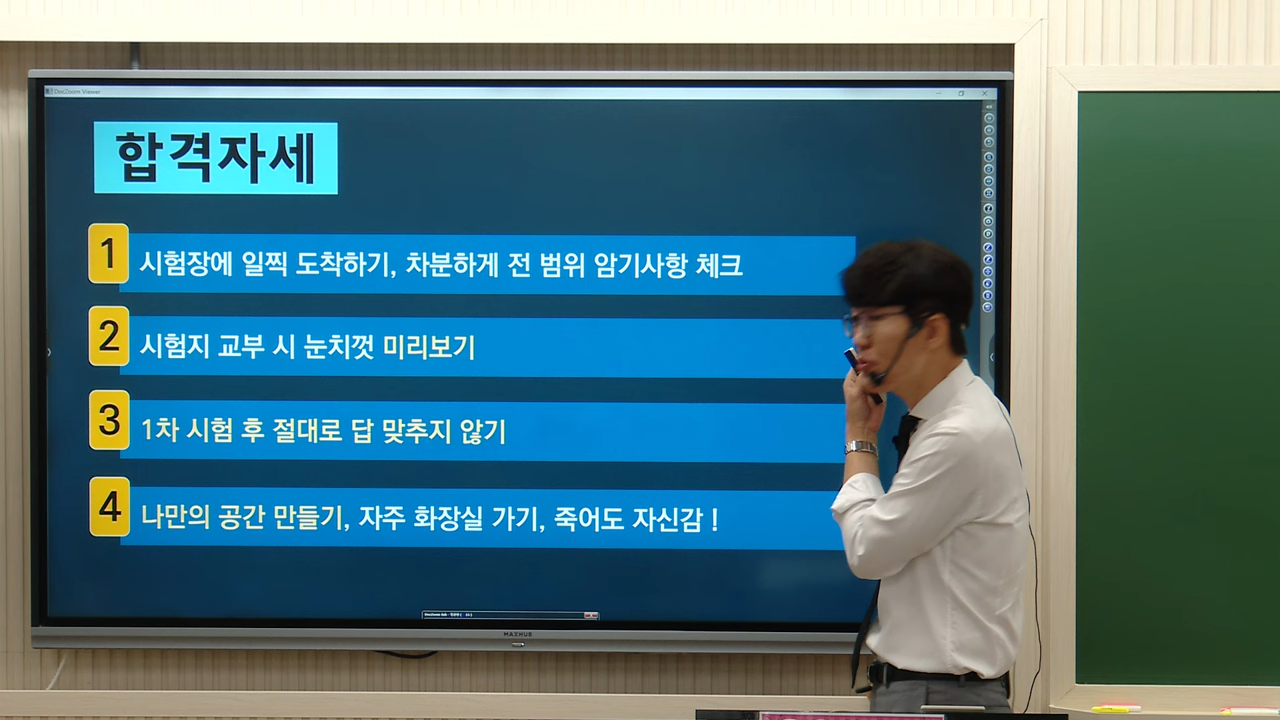 DocZoom Viewer
합격자세
1 시험장에 일찍 도착하기, 차분하게 전 범위 암기사항 체크
2 시험지 교부 시 눈치껏 미리보기
3 1차 시험 후 절대로 답 맞추지 않기
4 나만의 공간 만들기, 자주 화장실 가기, 죽어도 자신감 !
MAXHUB